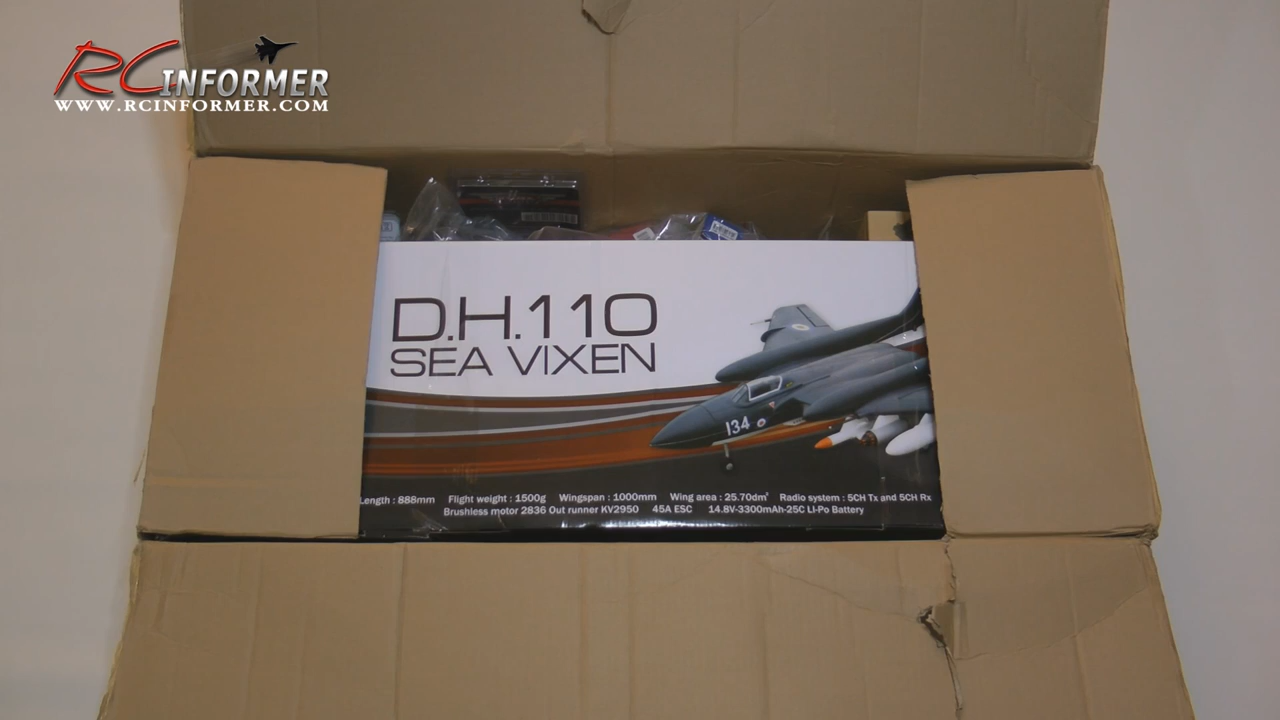 RC INFORMER
WWW.RCINFORMER.COM
D.H.110
SEA VIXEN
134
Length : 888mm Flight weight : 1500g Wingspan : 1000mm Wing area : 25.70dm² Radio system : 5CH Tx and 5CH Rx
Brushless motor 2836 Out runner KV2950 45A ESC 14.8V-3300mAh-25C LI-Po Battery